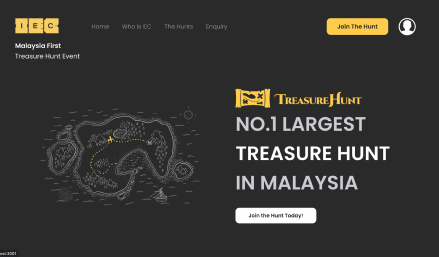 IEC
Home Who Is IEC The Hunts Enquiry
Join The Hunt
Malaysia First
Treasure Hunt Event
TREASUREHUNT
NO.1 LARGEST
TREASURE HUNT
IN MALAYSIA
Join the Hunt Today!